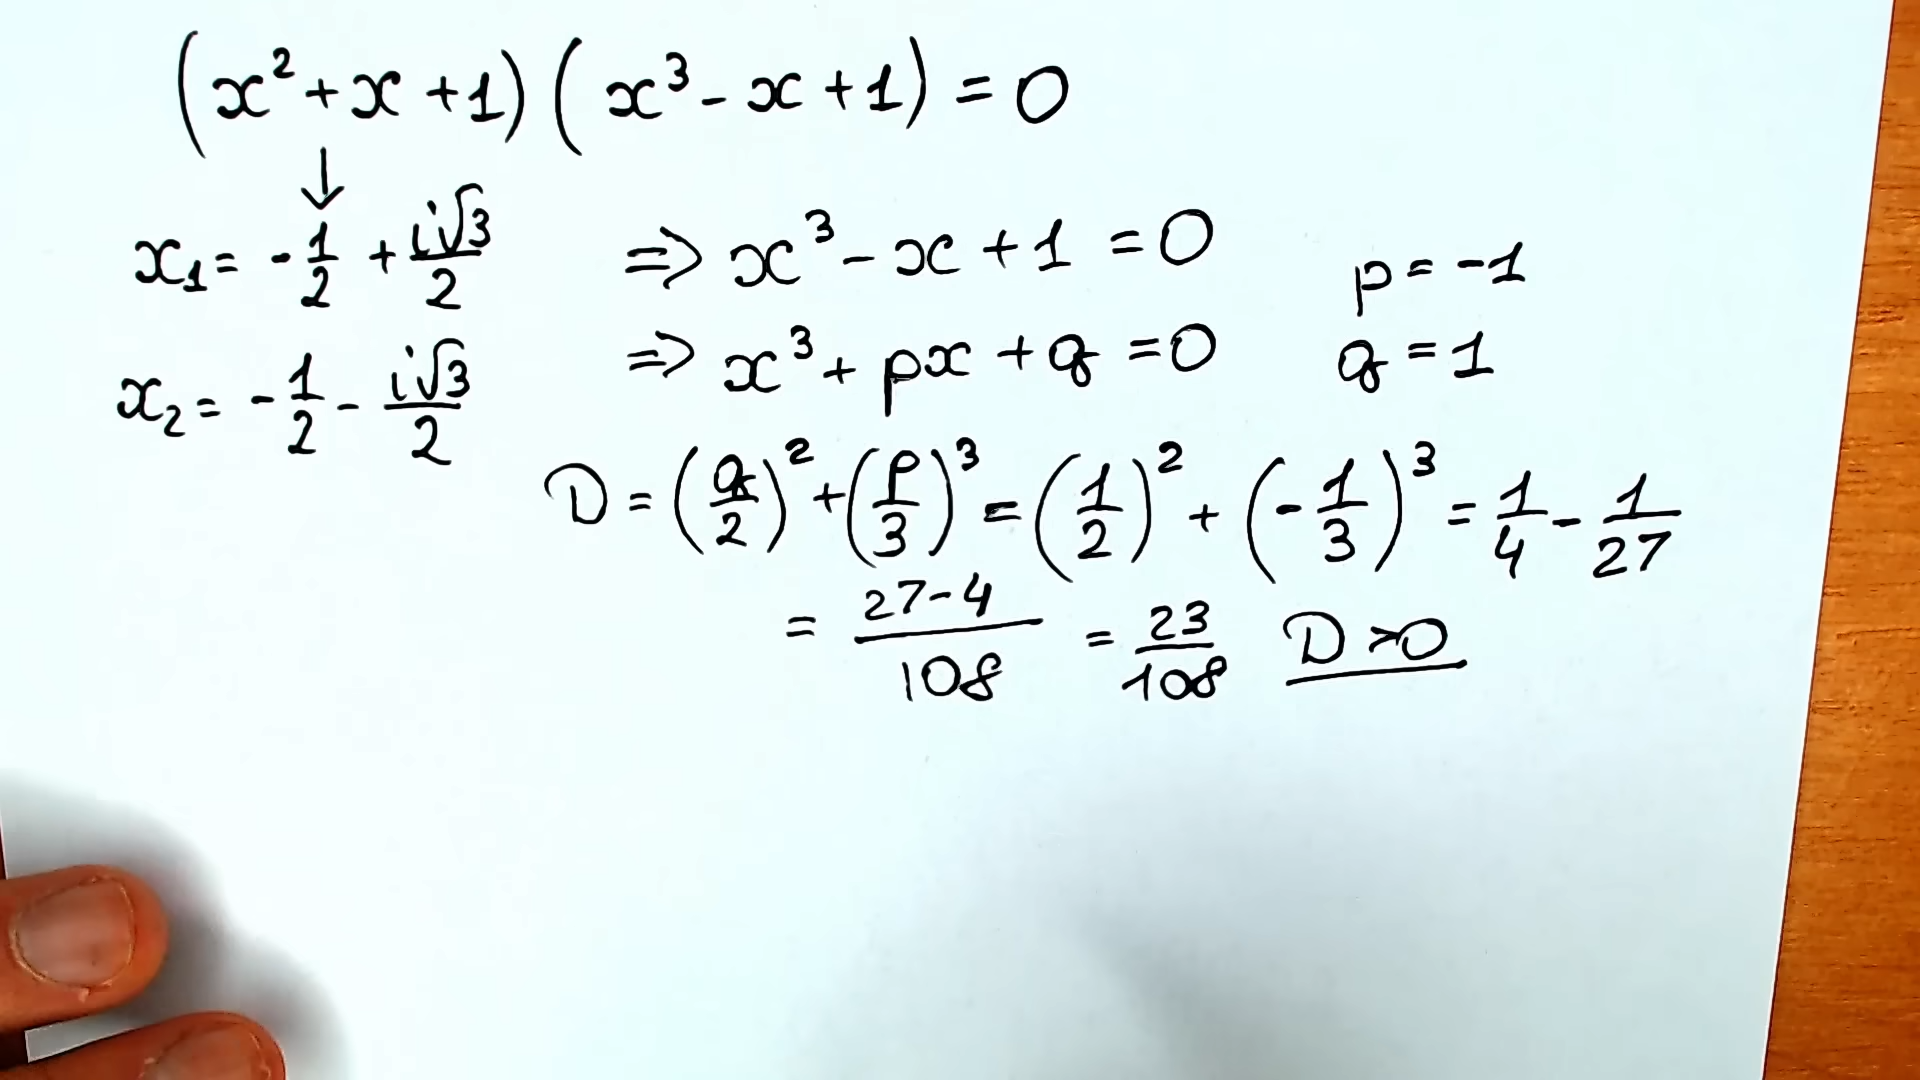 (x² + x + 1)(x³ - x + 1) = 0
↓
x₁ = -1/2 + i√3/2
⇒ x³ - x + 1 = 0
p = -1
⇒ x³ + px + q = 0
q = 1
x₂ = -1/2 - i√3/2
D = (q/2)² + (p/3)³ = (1/2)² + (-1/3)³ = 1/4 - 1/27
= 27-4/108 = 23/108 D > 0